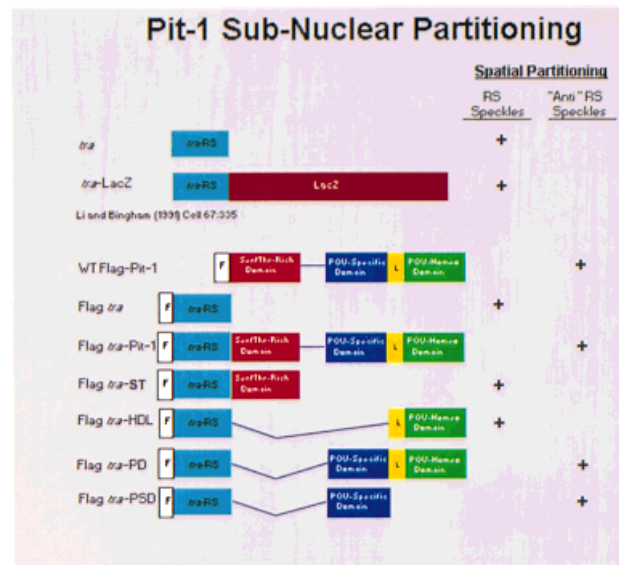 Pit-1 Sub-Nuclear Partitioning
Spatial Partitioning
RS Speckles "Anti" RS Speckles
tra tra-RS +
tra-LacZ tra-RS LacZ +
Li and Bingham (1991) Cell 67:335
WT Flag-Pit-1 F Ser/Thr-Rich Domain POU-Specific Domain L POU-Homeo Domain +
Flag tra F tra-RS +
Flag tra-Pit-1 F tra-RS Ser/Thr-Rich Domain POU-Specific Domain L POU-Homeo Domain +
Flag tra-ST F tra-RS Ser/Thr-Rich Domain +
Flag tra-HDL F tra-RS L POU-Homeo Domain +
Flag tra-PD F tra-RS POU-Specific Domain L POU-Homeo Domain +
Flag tra-PSD F tra-RS POU-Specific Domain +